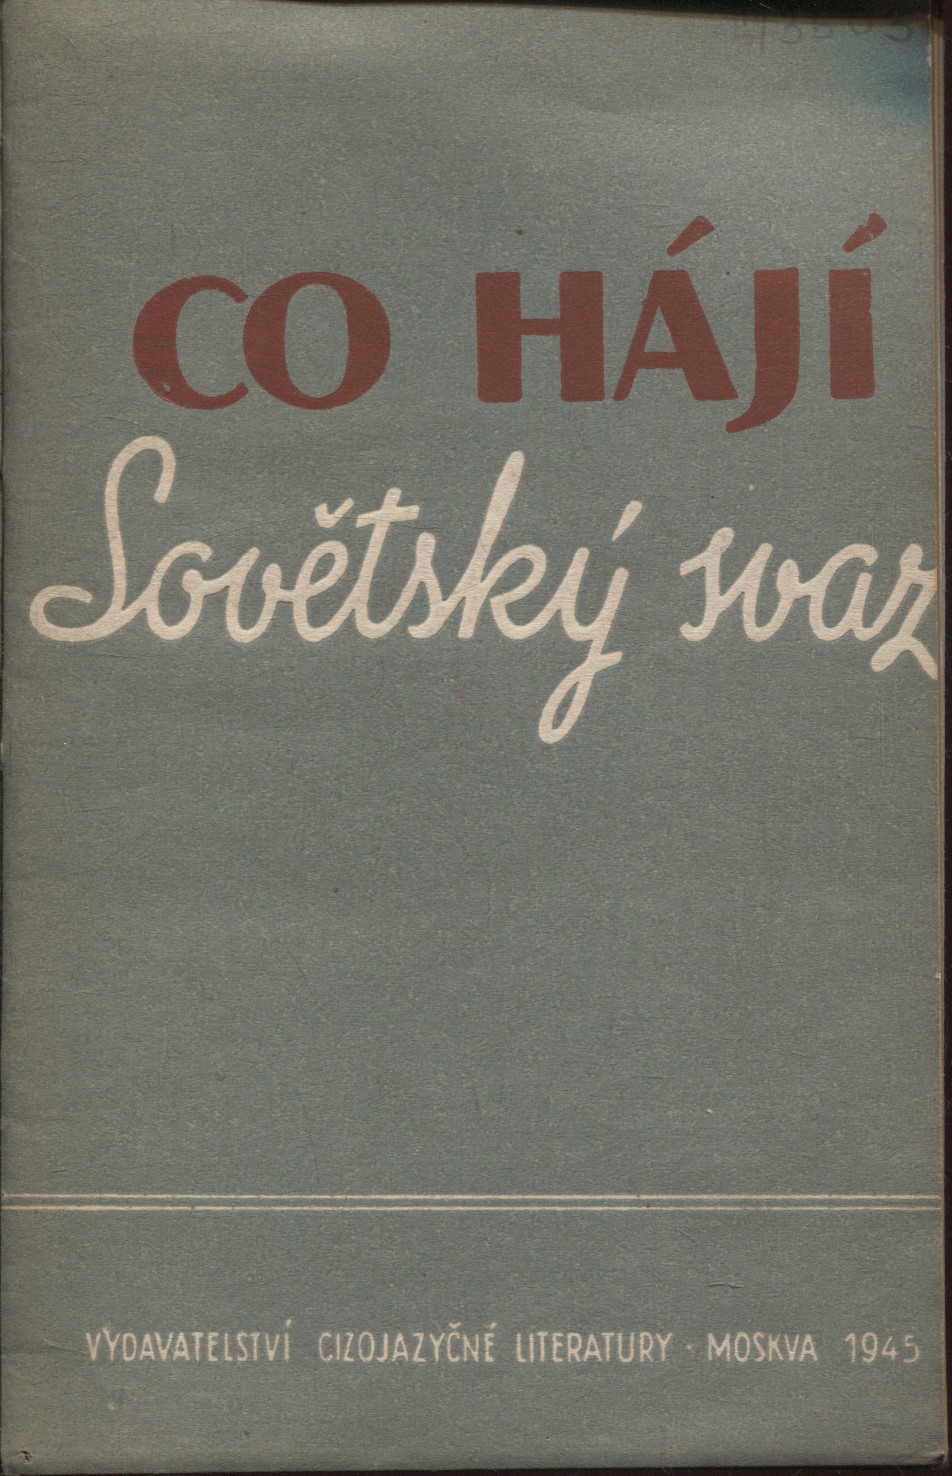 CO HÁJÍ
Sovětský svaz
VYDAVATELSTVÍ CIZOJAZYČNÉ LITERATURY · MOSKVA 1945